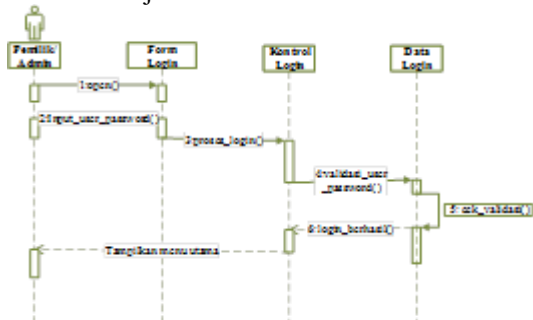 Pemilik/
Admin
Form
Login
Kontrol
Login
Data
Login
1:open()
2:input_user_password()
3:proses_login()
4:validasi_user
_password()
5: cek_validasi()
6:login_berhasil()
Tampilkan menu utama